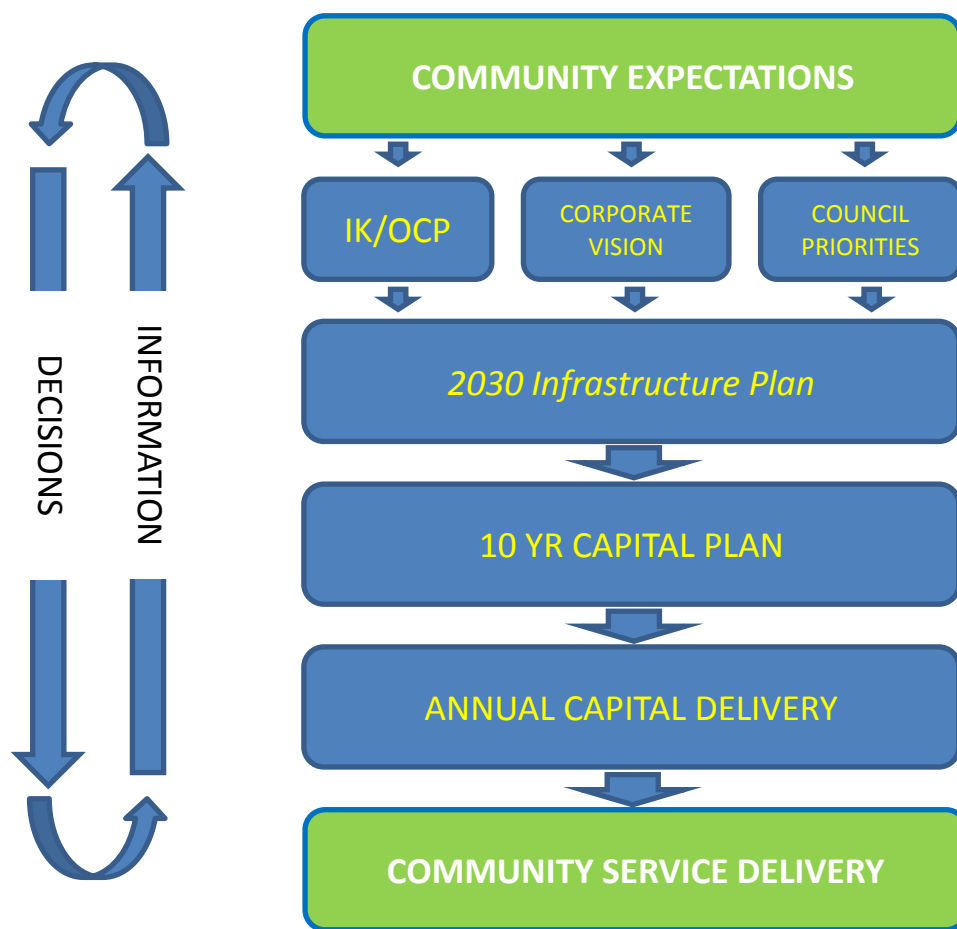 COMMUNITY EXPECTATIONS
IK/OCP
CORPORATE
VISION
COUNCIL
PRIORITIES
2030 Infrastructure Plan
10 YR CAPITAL PLAN
ANNUAL CAPITAL DELIVERY
COMMUNITY SERVICE DELIVERY
DECISIONS
INFORMATION